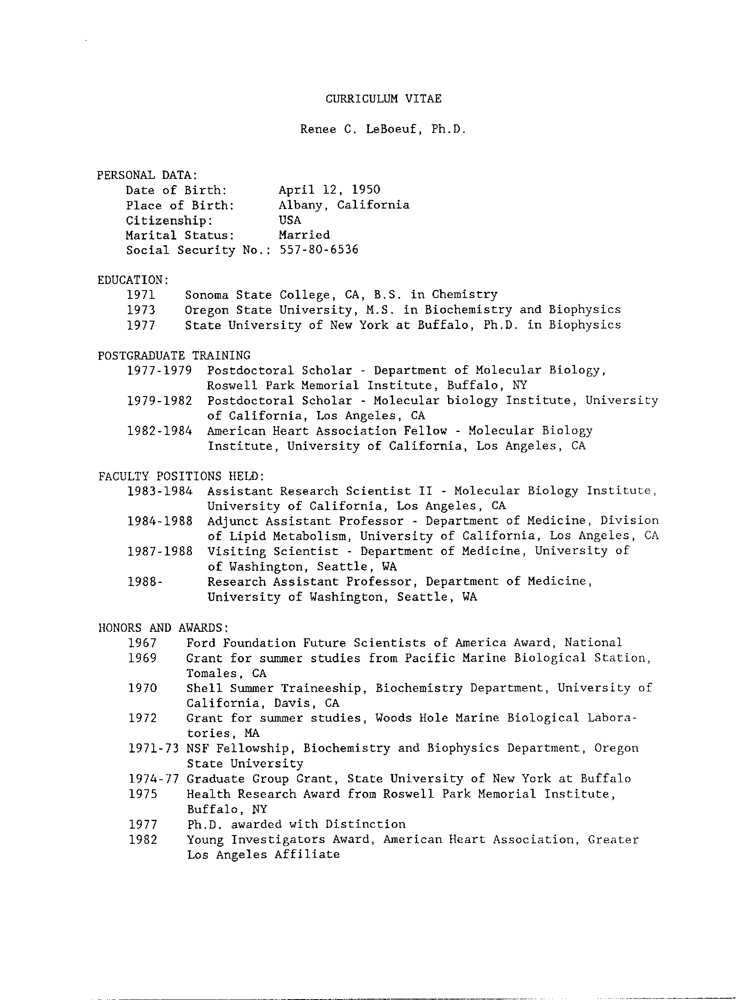 CURRICULUM VITAE
Renee C. LeBoeuf, Ph.D.
PERSONAL DATA:
Date of Birth: April 12, 1950
Place of Birth: Albany, California
Citizenship: USA
Marital Status: Married
Social Security No.: 557-80-6536
EDUCATION:
1971 Sonoma State College, CA, B.S. in Chemistry
1973 Oregon State University, M.S. in Biochemistry and Biophysics
1977 State University of New York at Buffalo, Ph.D. in Biophysics
POSTGRADUATE TRAINING
1977-1979 Postdoctoral Scholar - Department of Molecular Biology,
Roswell Park Memorial Institute, Buffalo, NY
1979-1982 Postdoctoral Scholar - Molecular biology Institute, University
of California, Los Angeles, CA
1982-1984 American Heart Association Fellow - Molecular Biology
Institute, University of California, Los Angeles, CA
FACULTY POSITIONS HELD:
1983-1984 Assistant Research Scientist II - Molecular Biology Institute,
University of California, Los Angeles, CA
1984-1988 Adjunct Assistant Professor - Department of Medicine, Division
of Lipid Metabolism, University of California, Los Angeles, CA
1987-1988 Visiting Scientist - Department of Medicine, University of
of Washington, Seattle, WA
1988- Research Assistant Professor, Department of Medicine,
University of Washington, Seattle, WA
HONORS AND AWARDS:
1967 Ford Foundation Future Scientists of America Award, National
1969 Grant for summer studies from Pacific Marine Biological Station,
Tomales, CA
1970 Shell Summer Traineeship, Biochemistry Department, University of
California, Davis, CA
1972 Grant for summer studies, Woods Hole Marine Biological Labora-
tories, MA
1971-73 NSF Fellowship, Biochemistry and Biophysics Department, Oregon
State University
1974-77 Graduate Group Grant, State University of New York at Buffalo
1975 Health Research Award from Roswell Park Memorial Institute,
Buffalo, NY
1977 Ph.D. awarded with Distinction
1982 Young Investigators Award, American Heart Association, Greater
Los Angeles Affiliate